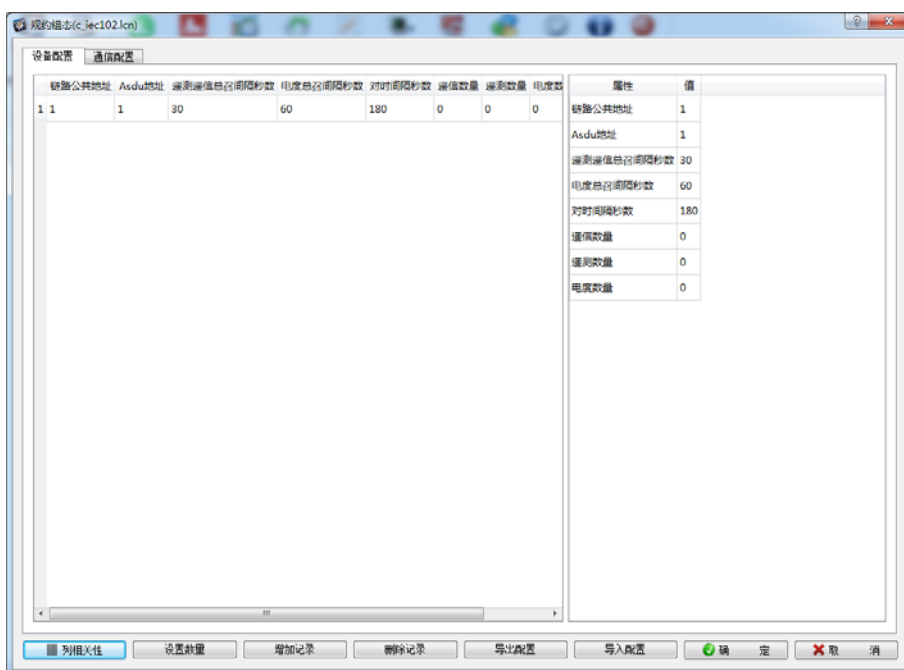 规约组态(c_iec102.lcn)
设备配置 通信配置
链路公共地址 Asdu地址 遥测遥信总召间隔秒数 电度总召间隔秒数 对时间隔秒数 遥信数量 遥测数量 电度数
1 1 1 30 60 180 0 0 0
属性 值
链路公共地址 1
Asdu地址 1
遥测遥信总召间隔秒数 30
电度总召间隔秒数 60
对时间隔秒数 180
遥信数量 0
遥测数量 0
电度数量 0
列相关性 设置数量 增加记录 删除记录 导出配置 导入配置 确 定 取 消